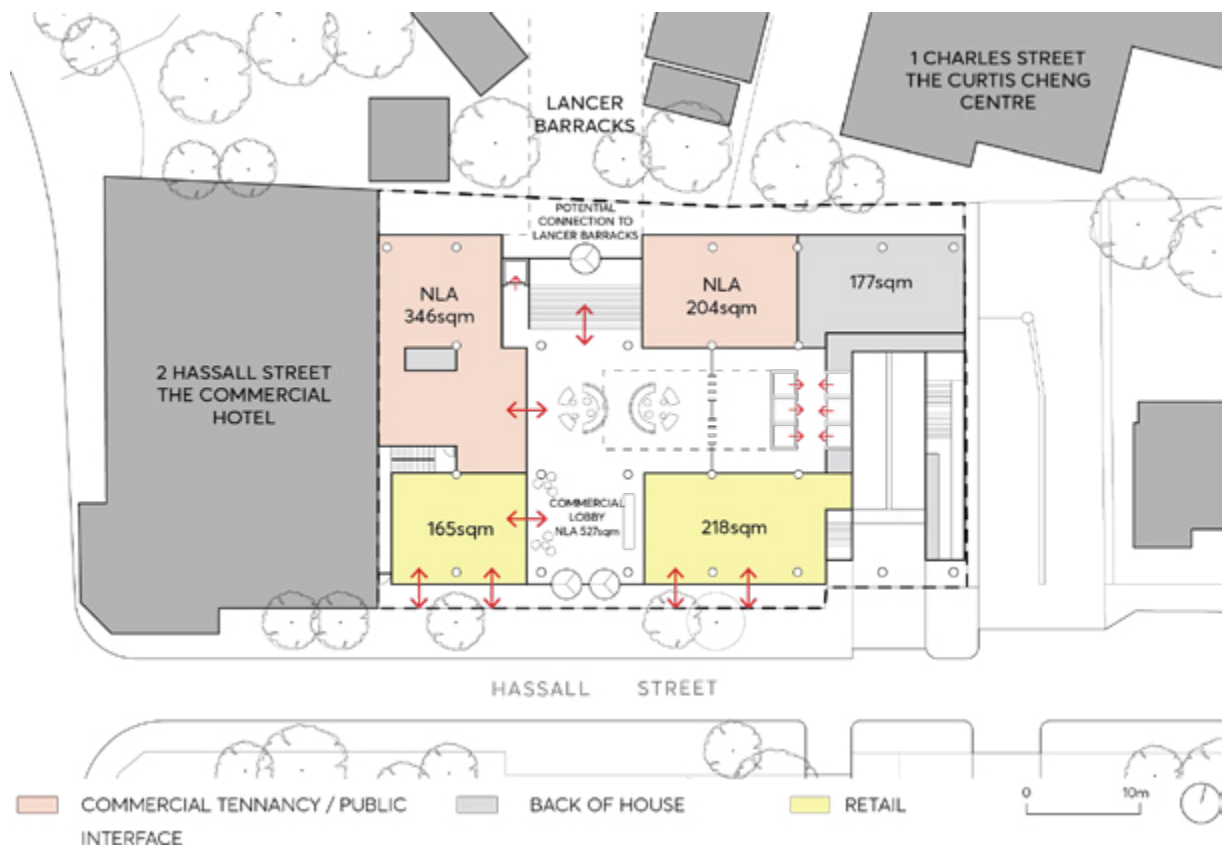 1 CHARLES STREET
THE CURTIS CHENG
CENTRE
LANCER
BARRACKS
POTENTIAL
CONNECTION TO
LANCER BARRACKS
NLA
346sqm
NLA
204sqm
177sqm
2 HASSALL STREET
THE COMMERCIAL
HOTEL
COMMERCIAL
LOBBY
NLA 527sqm
165sqm
218sqm
HASSALL STREET
COMMERCIAL TENNANCY / PUBLIC
INTERFACE
BACK OF HOUSE
RETAIL
0 10m